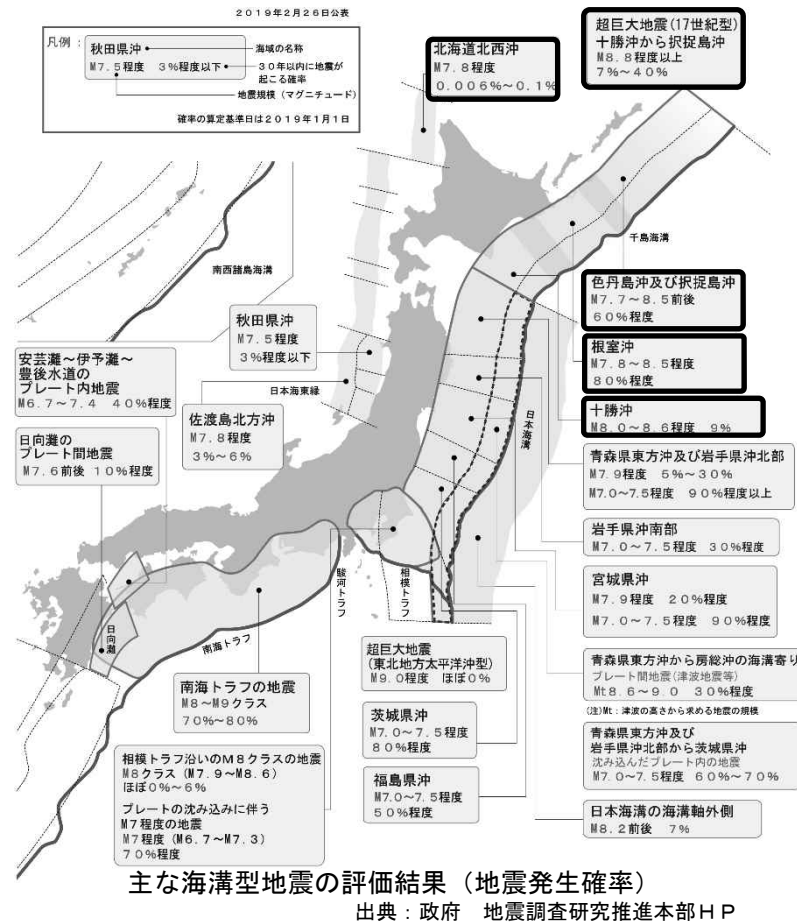 2019年2月26日公表
凡例:
秋田県沖
M7.5程度 3%程度以下
海域の名称
30年以内に地震が
起こる確率
地震規模(マグニチュード)
確率の算定基準日は2019年1月1日
北海道北西沖
M7.8程度
0.006%~0.1%
超巨大地震(17世紀型)
十勝沖から択捉島沖
M8.8程度以上
7%~40%
千島海溝
南西諸島海溝
色丹島沖及び択捉島沖
M7.7~8.5前後
60%程度
秋田県沖
M7.5程度
3%程度以下
根室沖
M7.8~8.5程度
80%程度
安芸灘~伊予灘~
豊後水道の
プレート内地震
M6.7~7.4 40%程度
日本海東縁
佐渡島北方沖
M7.8程度
3%~6%
十勝沖
M8.0~8.6程度 9%
日本海溝
日向灘の
プレート間地震
M7.6前後 10%程度
青森県東方沖及び岩手県沖北部
M7.9程度 5%~30%
M7.0~7.5程度 90%程度以上
岩手県沖南部
M7.0~7.5程度 30%程度
宮城県沖
M7.9程度 20%程度
M7.0~7.5程度 90%程度
駿河トラフ
相模トラフ
日向灘
南海トラフ
超巨大地震
(東北地方太平洋沖型)
M9.0程度 ほぼ0%
青森県東方沖から房総沖の海溝寄り
プレート間地震(津波地震等)
Mt8.6~9.0 30%程度
(注)Mt:津波の高さから求める地震の規模
南海トラフの地震
M8~M9クラス
70%~80%
茨城県沖
M7.0~7.5程度
80%程度
青森県東方沖及び
岩手県沖北部から茨城県沖
沈み込んだプレート内の地震
M7.0~7.5程度 60%~70%
相模トラフ沿いのM8クラスの地震
M8クラス(M7.9~M8.6)
ほぼ0%~6%
プレートの沈み込みに伴う
M7程度の地震
M7程度(M6.7~M7.3)
70%程度
福島県沖
M7.0~7.5程度
50%程度
日本海溝の海溝軸外側
M8.2前後 7%
主な海溝型地震の評価結果(地震発生確率)
出典:政府 地震調査研究推進本部HP